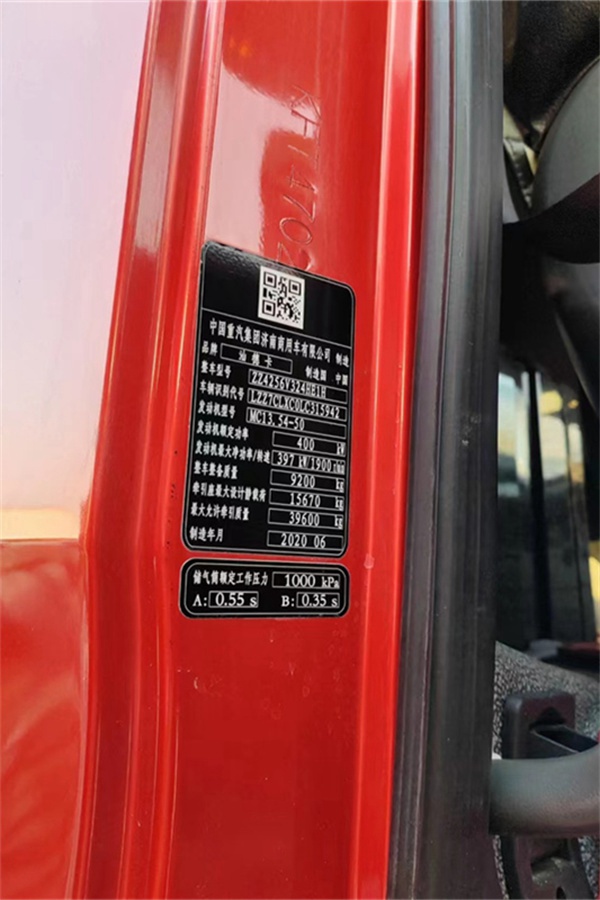 KHT4702
中国重汽集团济南商用车有限公司 制造
品牌 汕德卡 制造国 中国
整车型号 ZZ4256V324HE1H
车辆识别代号 LZZ7CLXC0LC315942
发动机型号 MC13.54-50
发动机额定功率 400 kW
发动机最大净功率/转速 397 kW/1900 r/min
整车整备质量 9200 kg
牵引座最大设计静载荷 15670 kg
最大允许牵引质量 39600 kg
制造年月 2020 06
储气筒额定工作压力 1000 kPa
A: 0.55 s B: 0.35 s